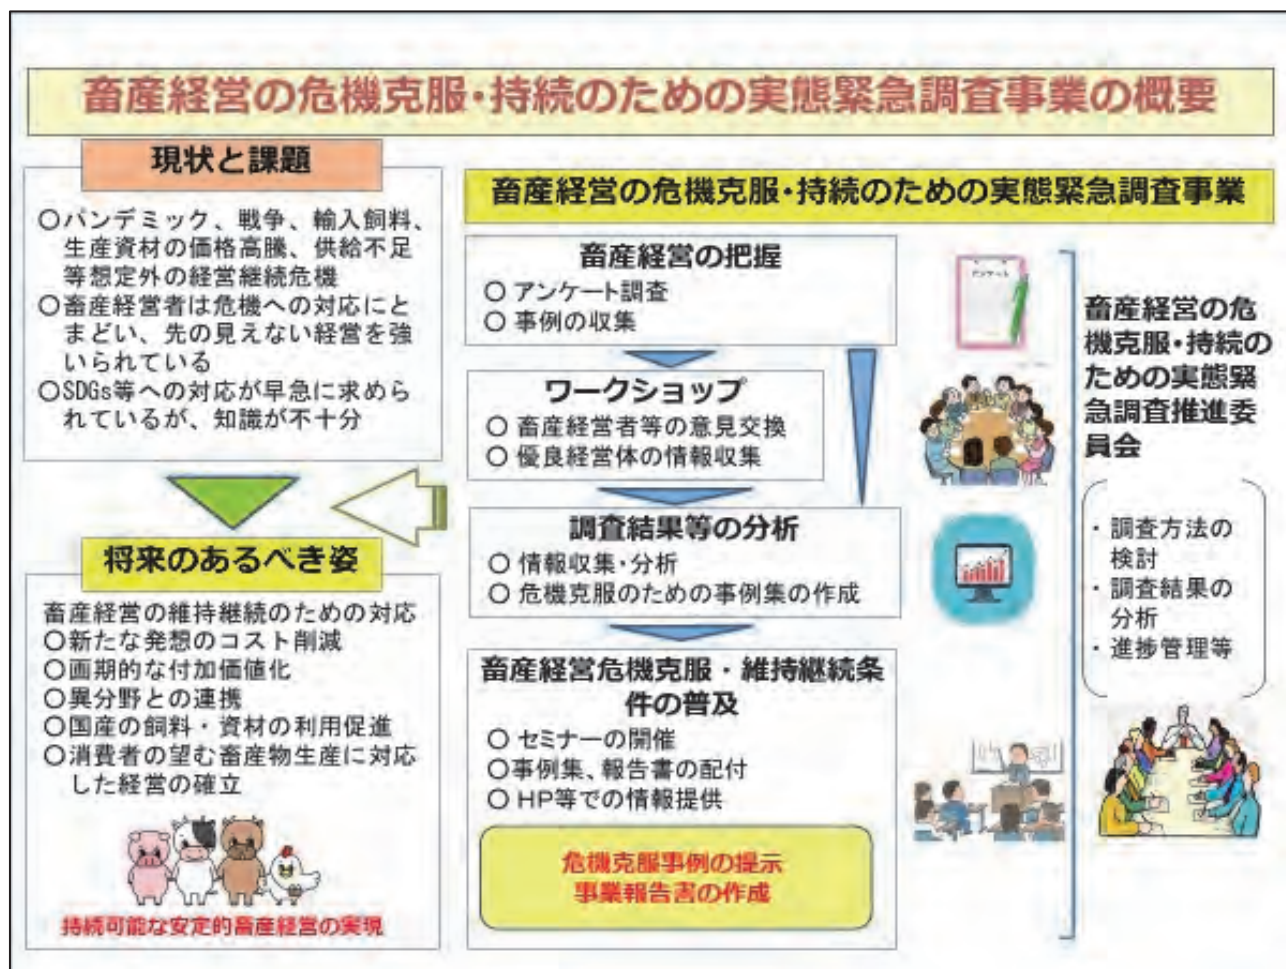 畜産経営の危機克服・持続のための実態緊急調査事業の概要
現状と課題
〇パンデミック、戦争、輸入飼料、
生産資材の価格高騰、供給不足
等想定外の経営継続危機
〇畜産経営者は危機への対応にと
まどい、先の見えない経営を強
いられている
〇SDGs等への対応が早急に求めら
れているが、知識が不十分
将来のあるべき姿
畜産経営の維持継続のための対応
〇新たな発想のコスト削減
〇画期的な付加価値化
〇異分野との連携
〇国産の飼料・資材の利用促進
〇消費者の望む畜産物生産に対応
した経営の確立
持続可能な安定的畜産経営の実現
畜産経営の危機克服・持続のための実態緊急調査事業
畜産経営の把握
〇 アンケート調査
〇 事例の収集
ワークショップ
〇 畜産経営者等の意見交換
〇 優良経営体の情報収集
調査結果等の分析
〇 情報収集・分析
〇 危機克服のための事例集の作成
畜産経営危機克服・維持継続条
件の普及
〇 セミナーの開催
〇事例集、報告書の配付
〇 HP等での情報提供
危機克服事例の提示
事業報告書の作成
アンケート
畜産経営の危
機克服・持続の
ための実態緊
急調査推進委
員会
・調査方法の
検討
・調査結果の
分析
・進捗管理等